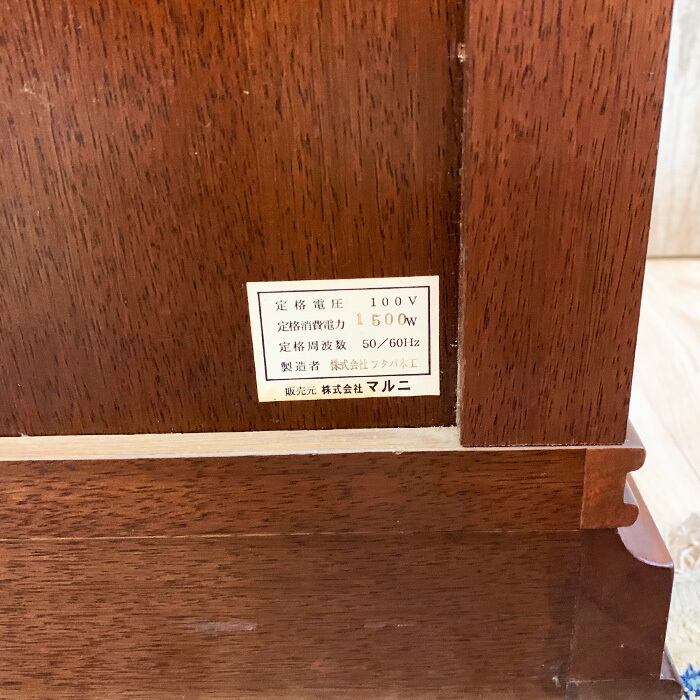 定格電圧 100V
定格消費電力 1500W
定格周波数 50/60Hz
製造者 株式会社フタバ木工
販売元 株式会社 マルニ